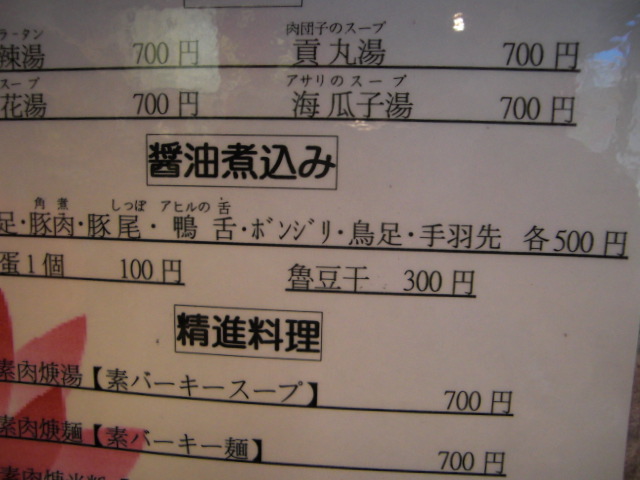 ラータン 肉団子のスープ
辣湯 700円 貢丸湯 700円
スープ アサリのスープ
花湯 700円 海瓜子湯 700円
醤油煮込み
角煮 しっぽ アヒルの舌
足・豚肉・豚尾・鴨舌・ボンジリ・鳥足・手羽先 各500円
蛋1個 100円 魯豆干 300円
精進料理
素肉焿湯【素バーキースープ】 700円
素肉焿麺【素バーキー麺】 700円
素肉焿米粉